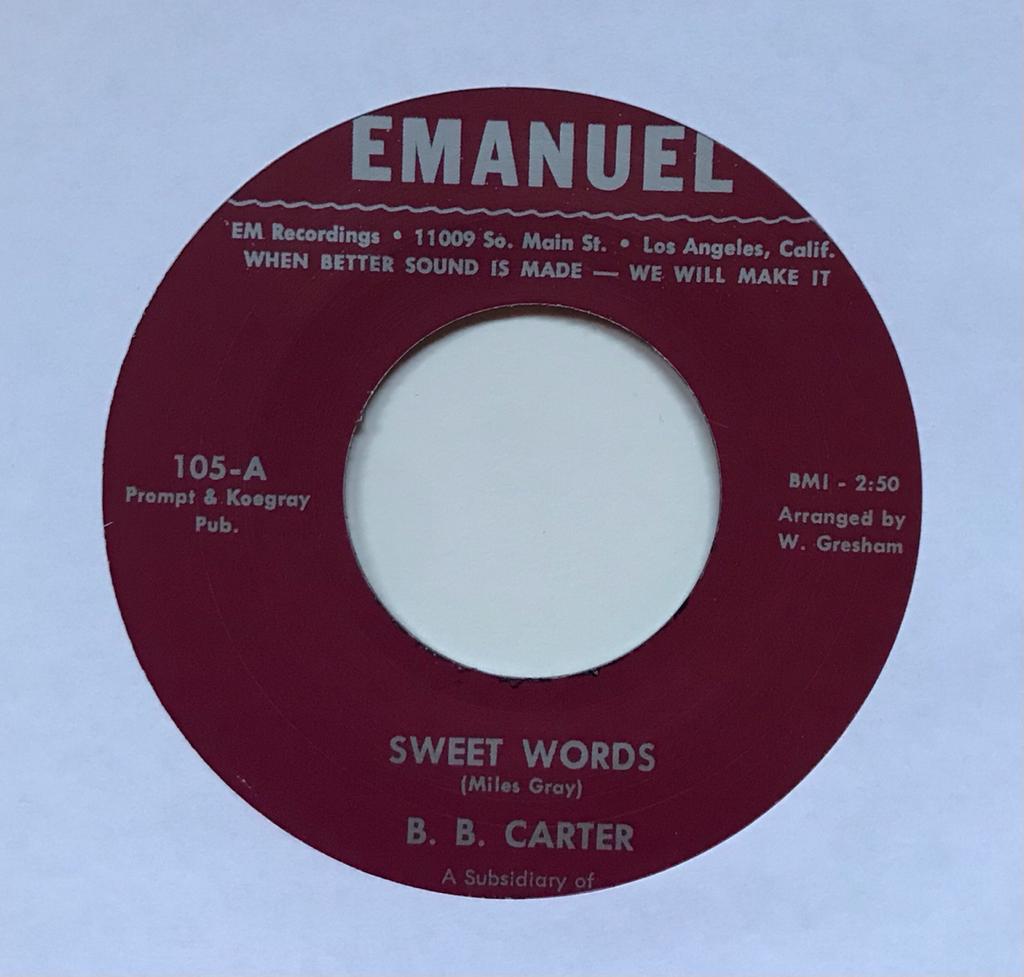 EMANUEL
'EM Recordings • 11009 So. Main St. • Los Angeles, Calif.
WHEN BETTER SOUND IS MADE — WE WILL MAKE IT
105-A
Prompt & Koegray
Pub.
BMI - 2:50
Arranged by
W. Gresham
SWEET WORDS
(Miles Gray)
B. B. CARTER
A Subsidiary of